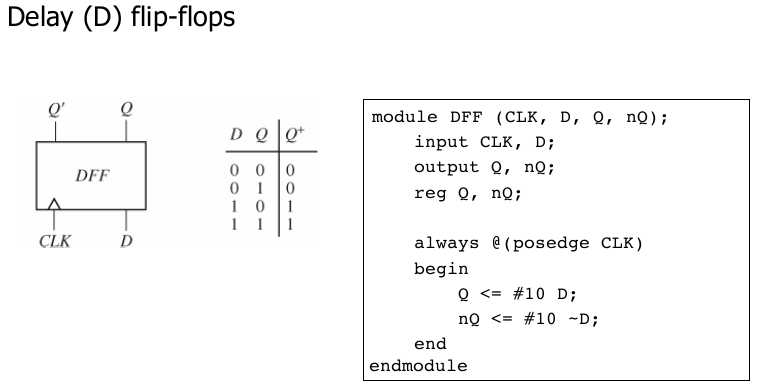 Delay (D) flip-flops
Q' Q
DFF
CLK D
D Q Q+
0 0 0
0 1 0
1 0 1
1 1 1
module DFF (CLK, D, Q, nQ);
input CLK, D;
output Q, nQ;
reg Q, nQ;
always @(posedge CLK)
begin
Q <= #10 D;
nQ <= #10 ~D;
end
endmodule